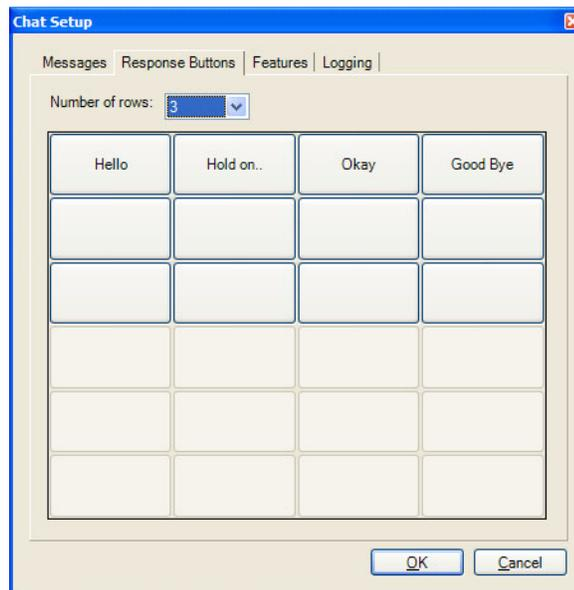 Chat Setup
Messages Response Buttons Features Logging
Number of rows: 3
Hello Hold on.. Okay Good Bye
OK Cancel